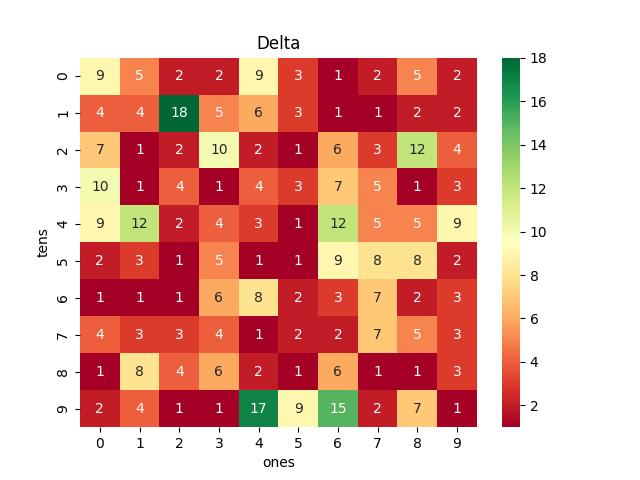 Delta
0 9 5 2 2 9 3 1 2 5 2
1 4 4 18 5 6 3 1 1 2 2
2 7 1 2 10 2 1 6 3 12 4
3 10 1 4 1 4 3 7 5 1 3
4 9 12 2 4 3 1 12 5 5 9
5 2 3 1 5 1 1 9 8 8 2
6 1 1 1 6 8 2 3 7 2 3
7 4 3 3 4 1 2 2 7 5 3
8 1 8 4 6 2 1 6 1 1 3
9 2 4 1 1 17 9 15 2 7 1
0 1 2 3 4 5 6 7 8 9
ones
tens
18
16
14
12
10
8
6
4
2